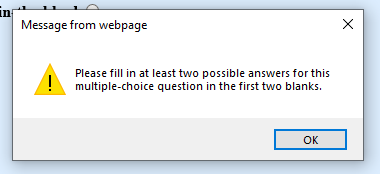 Message from webpage
Please fill in at least two possible answers for this
multiple-choice question in the first two blanks.
OK